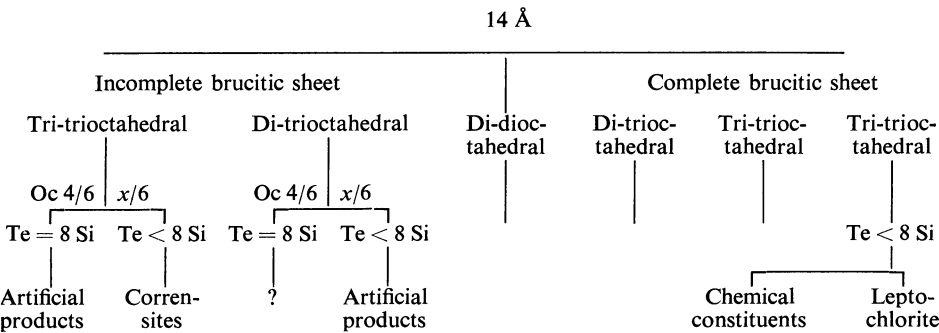 14 Å
Incomplete brucitic sheet Complete brucitic sheet
Tri-trioctahedral Di-trioctahedral Di-dioc- Di-trioc- Tri-trioc- Tri-trioc-
tahedral tahedral tahedral tahedral
Oc 4/6 x/6 Oc 4/6 x/6
Te = 8 Si Te < 8 Si Te = 8 Si Te < 8 Si Te < 8 Si
Artificial Corren- ? Artificial Chemical Lepto-
products sites products constituents chlorite